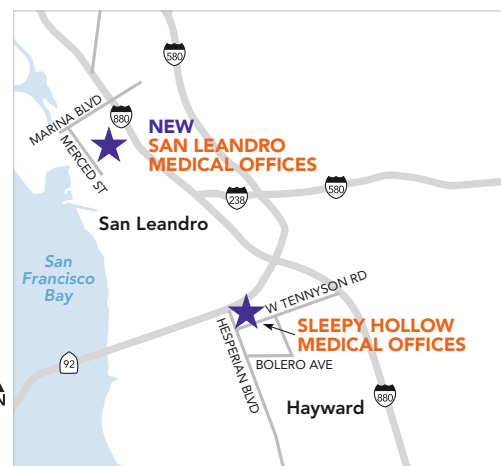 580
MARINA BLVD
880
NEW
SAN LEANDRO
MEDICAL OFFICES
MERCED ST
580
238
San Leandro
San
Francisco
Bay
W TENNYSON RD
SLEEPY HOLLOW
MEDICAL OFFICES
HESPERIAN BLVD
BOLERO AVE
92
880
N
Hayward